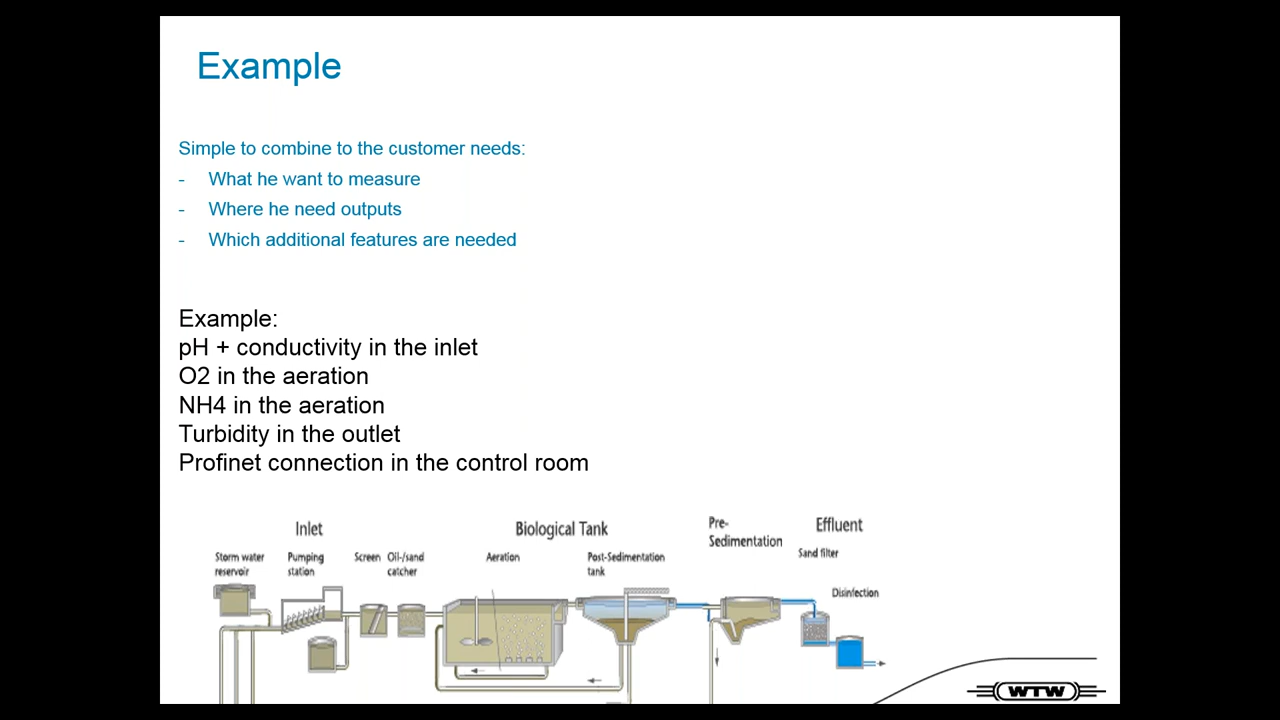 Example
Simple to combine to the customer needs:
- What he want to measure
- Where he need outputs
- Which additional features are needed
Example:
pH + conductivity in the inlet
O2 in the aeration
NH4 in the aeration
Turbidity in the outlet
Profinet connection in the control room
Inlet
Biological Tank
Pre-
Sedimentation
Effluent
Storm water
reservoir
Pumping
station
Screen
Oil-/sand
catcher
Aeration
Post-Sedimentation
tank
Sand filter
Disinfection
WTW